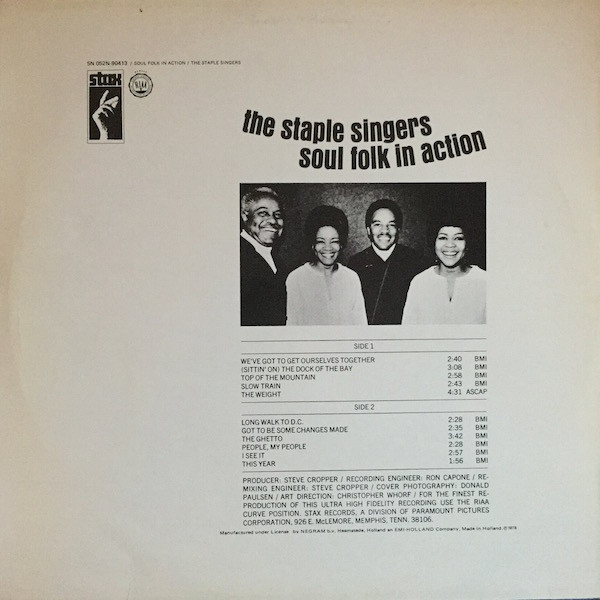 SN 052N-90413 / SOUL FOLK IN ACTION / THE STAPLE SINGERS
stax
RIAA
the staple singers
soul folk in action
SIDE 1
WE'VE GOT TO GET OURSELVES TOGETHER 2:40 BMI
(SITTIN' ON) THE DOCK OF THE BAY 3:08 BMI
TOP OF THE MOUNTAIN 2:58 BMI
SLOW TRAIN 2:43 BMI
THE WEIGHT 4:31 ASCAP
SIDE 2
LONG WALK TO D.C. 2:28 BMI
GOT TO BE SOME CHANGES MADE 2:35 BMI
THE GHETTO 3:42 BMI
PEOPLE, MY PEOPLE 2:28 BMI
I SEE IT 2:57 BMI
THIS YEAR 1:56 BMI
PRODUCER: STEVE CROPPER / RECORDING ENGINEER: RON CAPONE / RE-
MIXING ENGINEER: STEVE CROPPER / COVER PHOTOGRAPHY: DONALD
PAULSEN / ART DIRECTION: CHRISTOPHER WHORF / FOR THE FINEST RE-
PRODUCTION OF THIS ULTRA HIGH FIDELITY RECORDING USE THE RIAA
CURVE POSITION. STAX RECORDS, A DIVISION OF PARAMOUNT PICTURES
CORPORATION, 926 E. McLEMORE, MEMPHIS, TENN. 38106.
Manufactured under License by NEGRAM b.v. Heemstede, Holland an EMI-HOLLAND Company, Made in Holland ℗